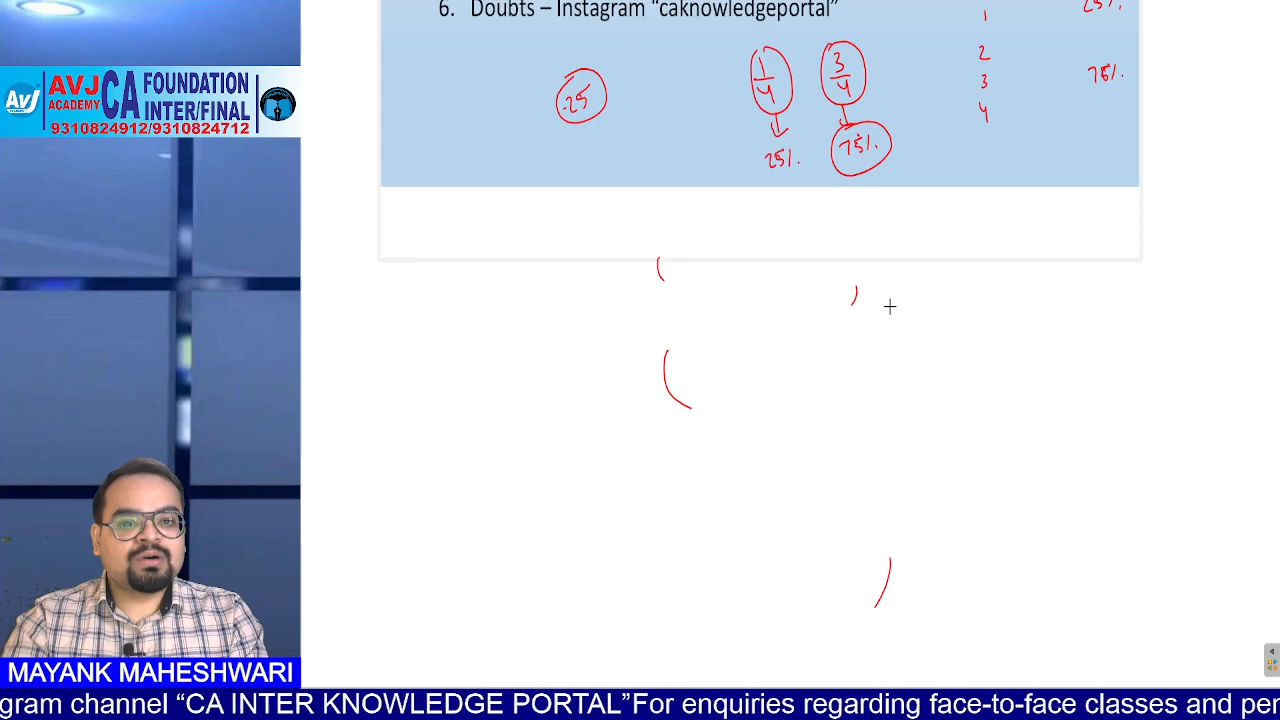 6. Doubts – Instagram “caknowledgeportal”
1 25%.
2
3 75%.
4
.25
1/4 3/4
25%. 75%.
AVJ
ACADEMY
CA FOUNDATION
INTER/FINAL
9310824912/9310824712
MAYANK MAHESHWARI
gram channel “CA INTER KNOWLEDGE PORTAL”For enquiries regarding face-to-face classes and per